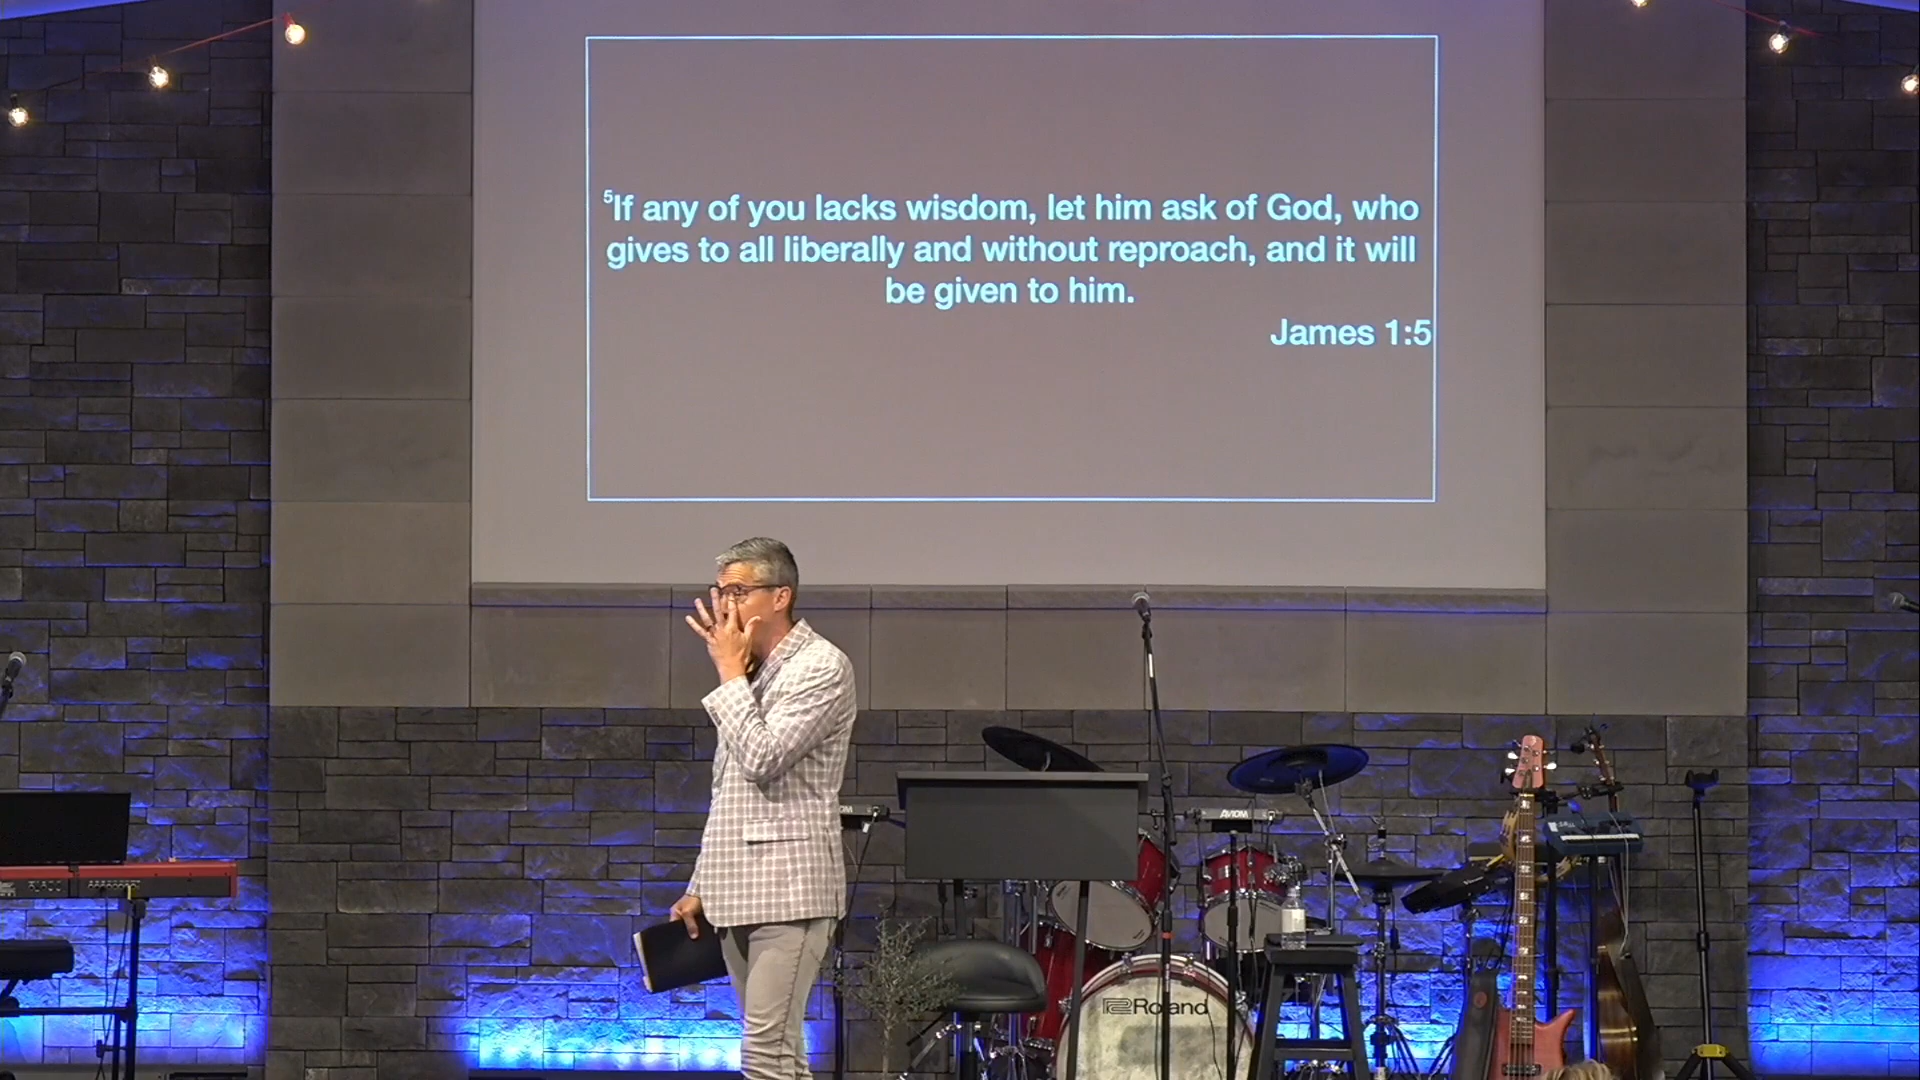 ⁵If any of you lacks wisdom, let him ask of God, who
gives to all liberally and without reproach, and it will
be given to him.
James 1:5
AVIOM
Roland